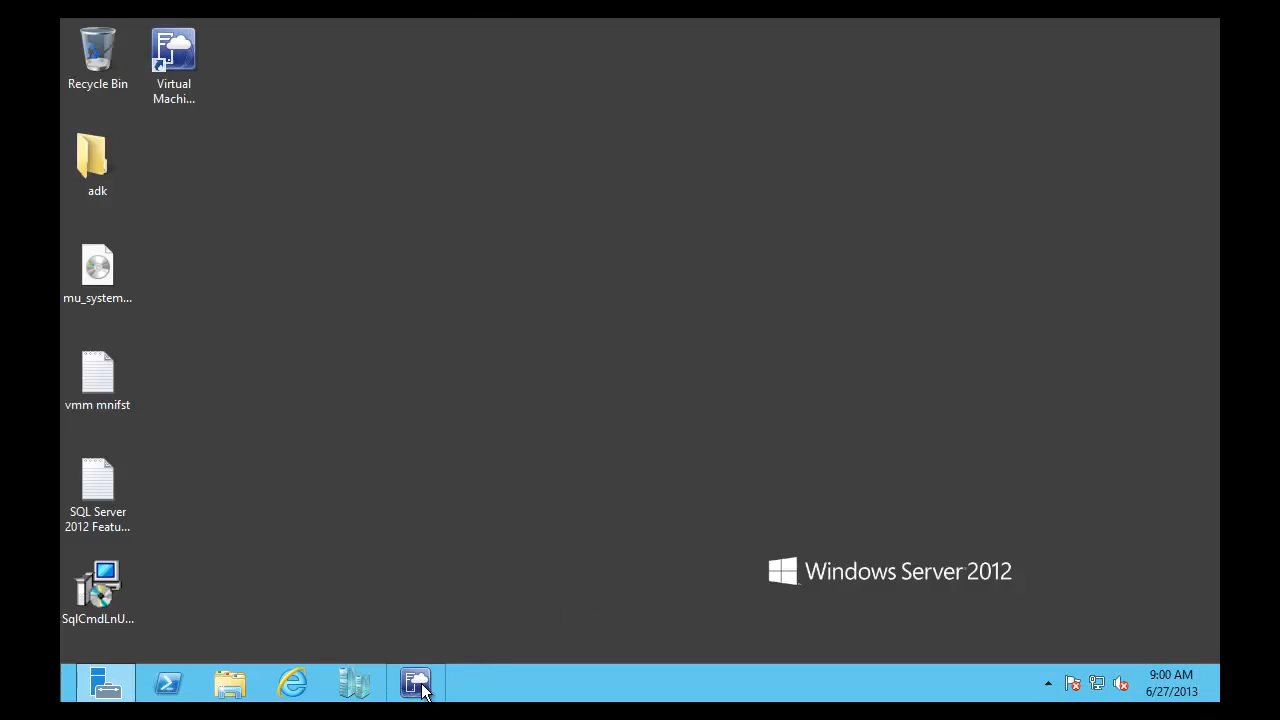 Recycle Bin
Virtual
Machi...
adk
mu_system...
vmm mnifst
SQL Server
2012 Featu...
SqlCmdLnU...
Windows Server 2012
9:00 AM
6/27/2013